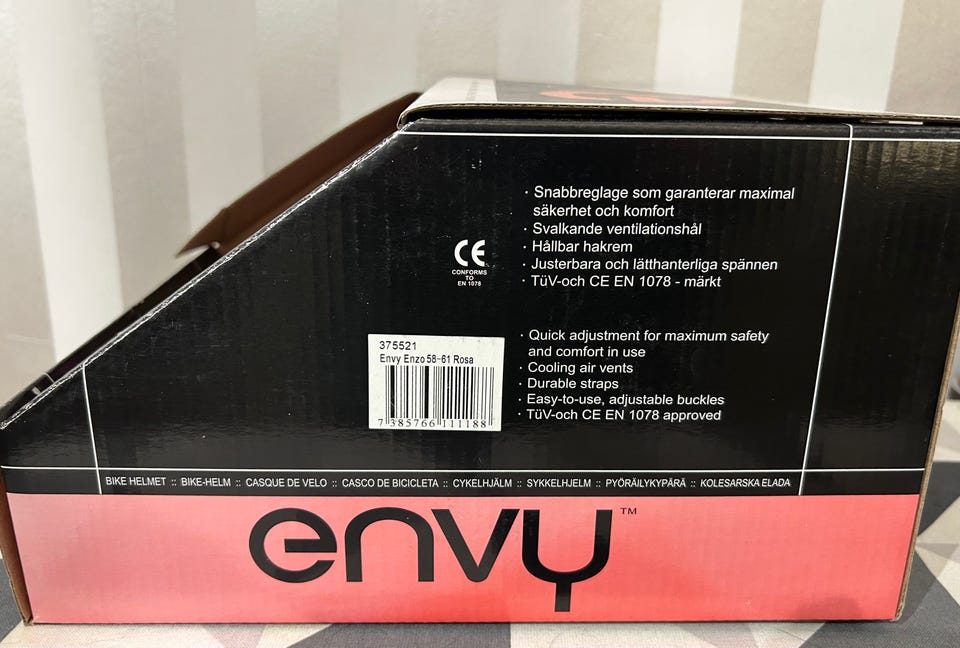 · Snabbreglage som garanterar maximal
säkerhet och komfort
· Svalkande ventilationshål
· Hållbar hakrem
· Justerbara och lätthanterliga spännen
· TüV-och CE EN 1078 - märkt
CE
CONFORMS
TO
EN 1078
· Quick adjustment for maximum safety
and comfort in use
· Cooling air vents
· Durable straps
· Easy-to-use, adjustable buckles
· TüV-och CE EN 1078 approved
375521
Envy Enzo 58-61 Rosa
7 385766 111188
BIKE HELMET :: BIKE-HELM :: CASQUE DE VELO :: CASCO DE BICICLETA :: CYKELHJÄLM :: SYKKELHJELM :: PYÖRÄILYKYPÄRÄ :: KOLESARSKA ELADA
envy™